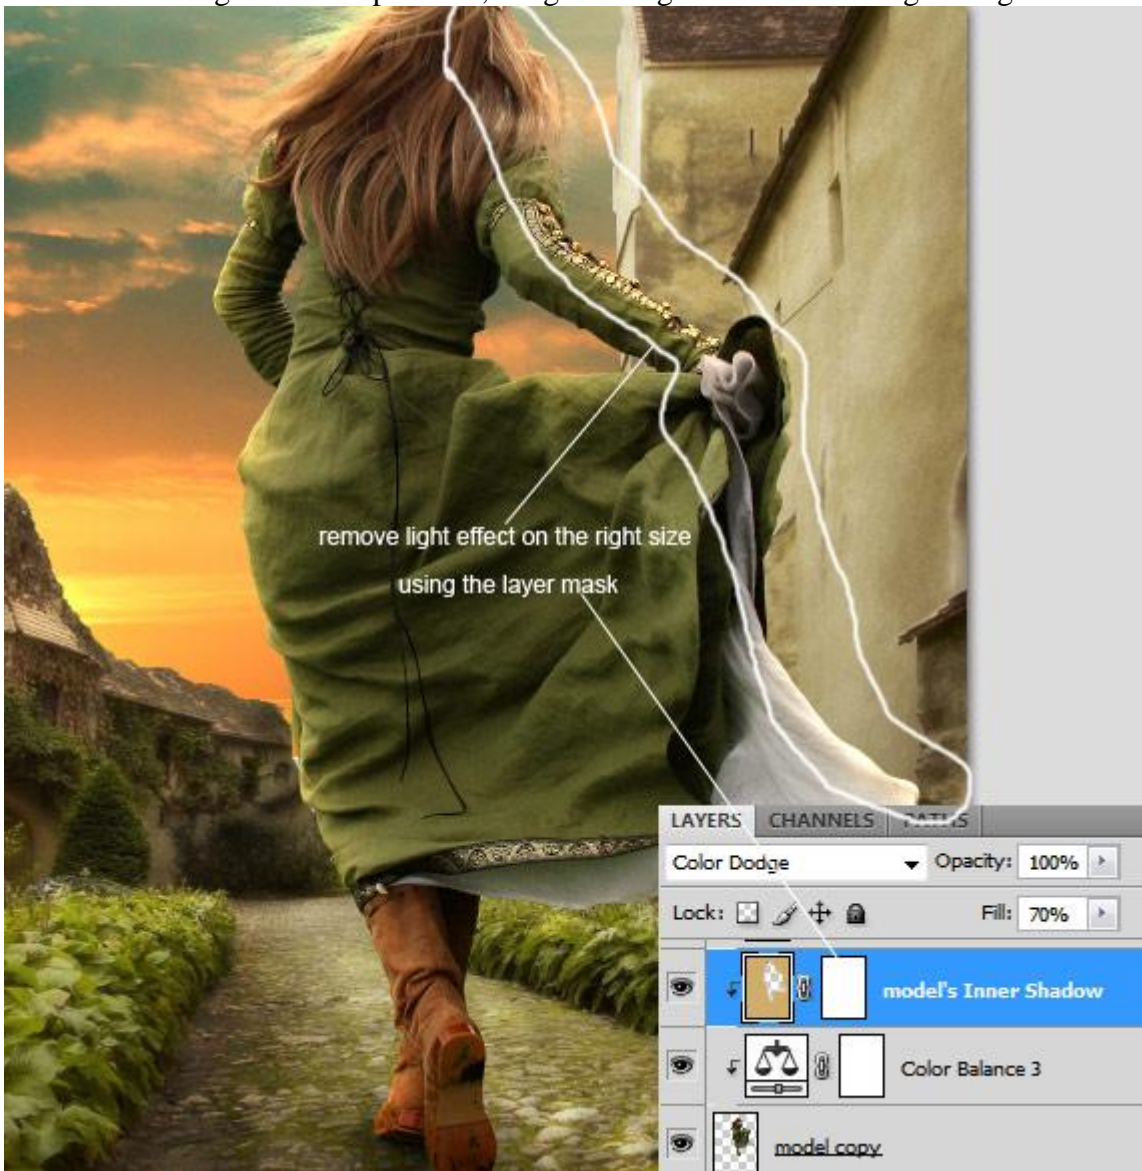 remove light effect on the right size
using the layer mask
LAYERS CHANNELS PATHS
Color Dodge Opacity: 100%
Lock: Fill: 70%
model's Inner Shadow
Color Balance 3
model copy